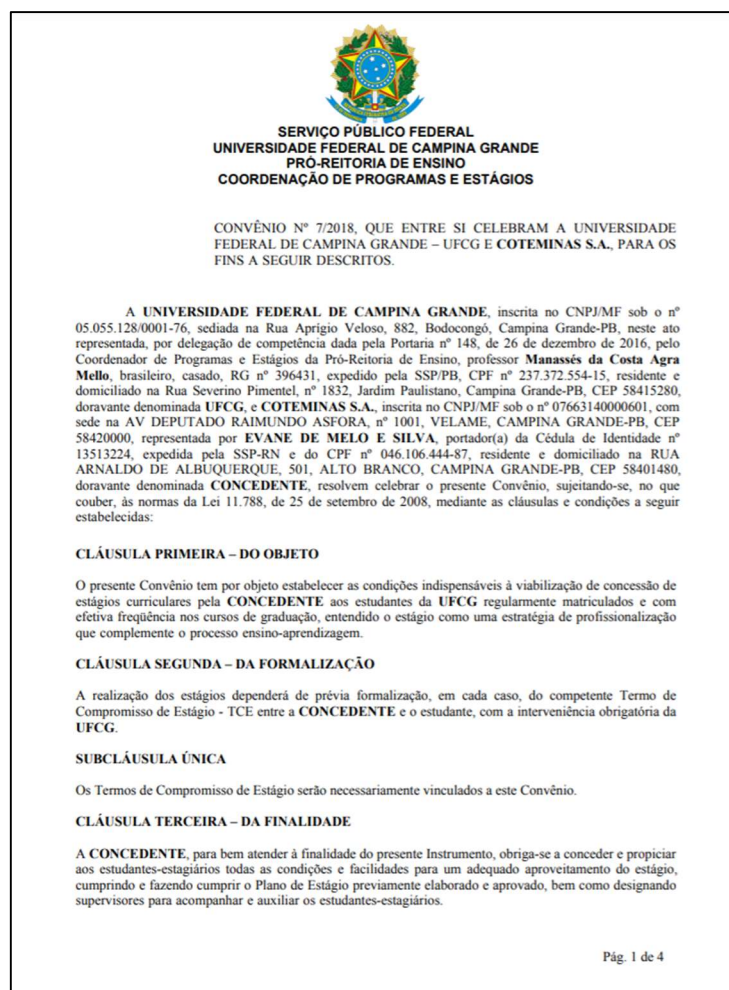 SERVIÇO PÚBLICO FEDERAL
UNIVERSIDADE FEDERAL DE CAMPINA GRANDE
PRÓ-REITORIA DE ENSINO
COORDENAÇÃO DE PROGRAMAS E ESTÁGIOS
CONVÊNIO Nº 7/2018, QUE ENTRE SI CELEBRAM A UNIVERSIDADE
FEDERAL DE CAMPINA GRANDE – UFCG E COTEMINAS S.A., PARA OS
FINS A SEGUIR DESCRITOS.
A UNIVERSIDADE FEDERAL DE CAMPINA GRANDE, inscrita no CNPJ/MF sob o nº
05.055.128/0001-76, sediada na Rua Aprígio Veloso, 882, Bodocongó, Campina Grande-PB, neste ato
representada, por delegação de competência dada pela Portaria nº 148, de 26 de dezembro de 2016, pelo
Coordenador de Programas e Estágios da Pró-Reitoria de Ensino, professor Manassés da Costa Agra
Mello, brasileiro, casado, RG nº 396431, expedido pela SSP/PB, CPF nº 237.372.554-15, residente e
domiciliado na Rua Severino Pimentel, nº 1832, Jardim Paulistano, Campina Grande-PB, CEP 58415280,
doravante denominada UFCG, e COTEMINAS S.A., inscrita no CNPJ/MF sob o nº 07663140000601, com
sede na AV DEPUTADO RAIMUNDO ASFORA, nº 1001, VELAME, CAMPINA GRANDE-PB, CEP
58420000, representada por EVANE DE MELO E SILVA, portador(a) da Cédula de Identidade nº
13513224, expedida pela SSP-RN e do CPF nº 046.106.444-87, residente e domiciliado na RUA
ARNALDO DE ALBUQUERQUE, 501, ALTO BRANCO, CAMPINA GRANDE-PB, CEP 58401480,
doravante denominada CONCEDENTE, resolvem celebrar o presente Convênio, sujeitando-se, no que
couber, às normas da Lei 11.788, de 25 de setembro de 2008, mediante as cláusulas e condições a seguir
estabelecidas:
CLÁUSULA PRIMEIRA – DO OBJETO
O presente Convênio tem por objeto estabelecer as condições indispensáveis à viabilização de concessão de
estágios curriculares pela CONCEDENTE aos estudantes da UFCG regularmente matriculados e com
efetiva freqüência nos cursos de graduação, entendido o estágio como uma estratégia de profissionalização
que complemente o processo ensino-aprendizagem.
CLÁUSULA SEGUNDA – DA FORMALIZAÇÃO
A realização dos estágios dependerá de prévia formalização, em cada caso, do competente Termo de
Compromisso de Estágio - TCE entre a CONCEDENTE e o estudante, com a interveniência obrigatória da
UFCG.
SUBCLÁUSULA ÚNICA
Os Termos de Compromisso de Estágio serão necessariamente vinculados a este Convênio.
CLÁUSULA TERCEIRA – DA FINALIDADE
A CONCEDENTE, para bem atender à finalidade do presente Instrumento, obriga-se a conceder e propiciar
aos estudantes-estagiários todas as condições e facilidades para um adequado aproveitamento do estágio,
cumprindo e fazendo cumprir o Plano de Estágio previamente elaborado e aprovado, bem como designando
supervisores para acompanhar e auxiliar os estudantes-estagiários.
Pág. 1 de 4